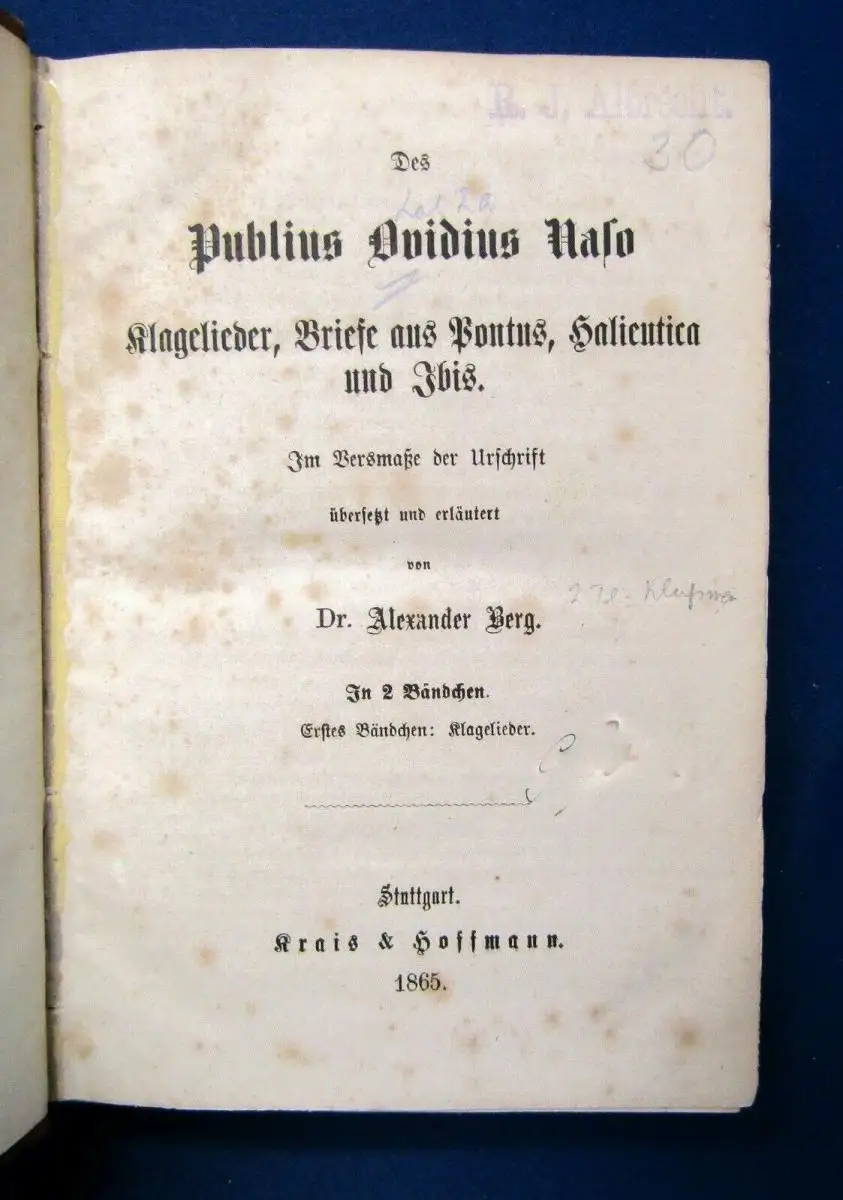 R. J. Albrecht.
30
Des
Publius Ovidius Naso
Klagelieder, Briefe aus Pontus, Halieutica
und Ibis.
Im Versmaße der Urschrift
übersetzt und erläutert
von
Dr. Alexander Berg.
In 2 Bändchen.
Erstes Bändchen: Klagelieder.
Stuttgart.
Krais & Hoffmann.
1865.